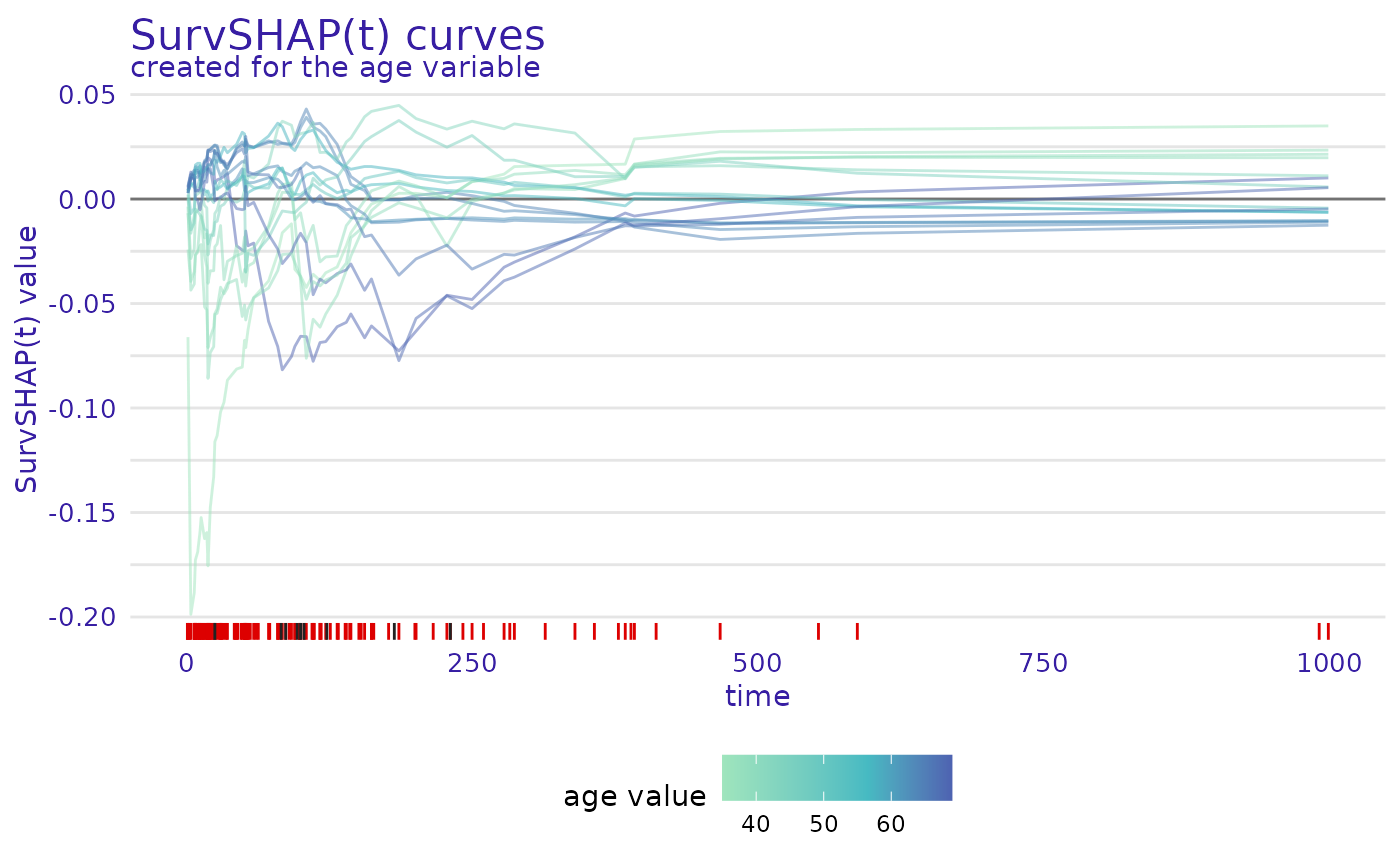 SurvSHAP(t) curves
created for the age variable
SurvSHAP(t) value
0.05
0.00
-0.05
-0.10
-0.15
-0.20
0 250 500 750 1000
time
age value
40 50 60